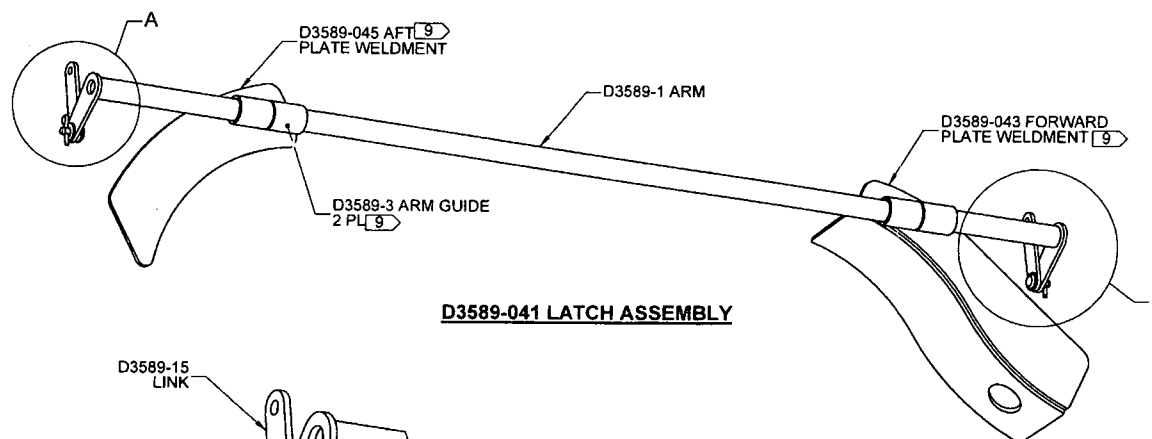 A
D3589-045 AFT 9
PLATE WELDMENT
D3589-1 ARM
D3589-043 FORWARD
PLATE WELDMENT 9
D3589-3 ARM GUIDE
2 PL 9
D3589-041 LATCH ASSEMBLY
D3589-15
LINK